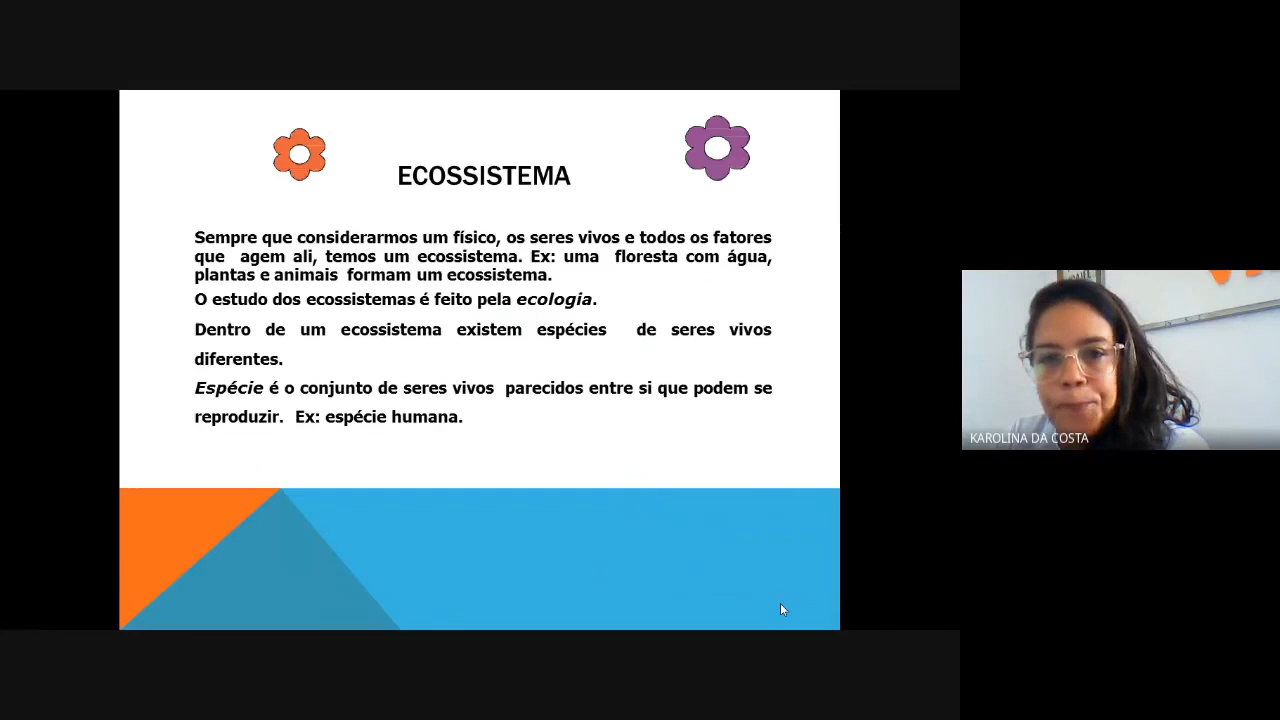 ECOSSISTEMA
Sempre que considerarmos um físico, os seres vivos e todos os fatores
que agem ali, temos um ecossistema. Ex: uma floresta com água,
plantas e animais formam um ecossistema.
O estudo dos ecossistemas é feito pela ecologia.
Dentro de um ecossistema existem espécies de seres vivos
diferentes.
Espécie é o conjunto de seres vivos parecidos entre si que podem se
reproduzir. Ex: espécie humana.
KAROLINA DA COSTA